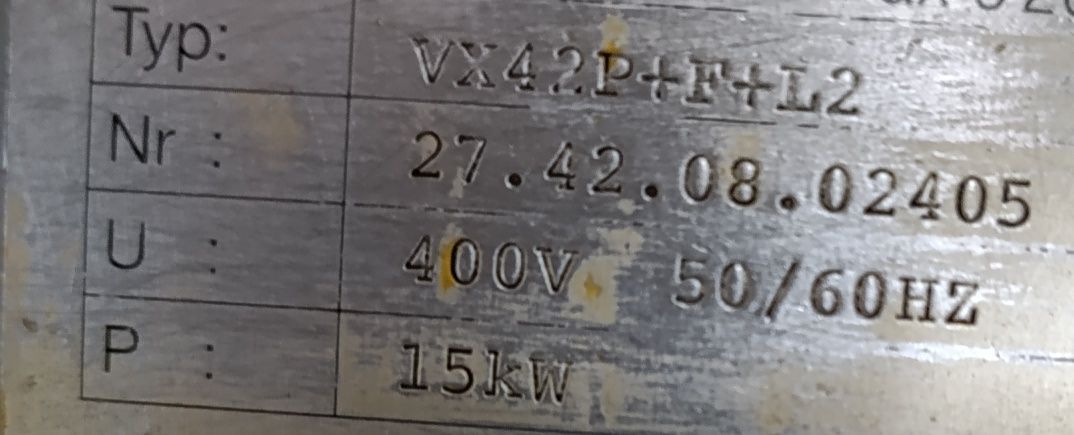 Typ: VX42P+F+L2
Nr : 27.42.08.02405
U : 400V 50/60HZ
P : 15kW